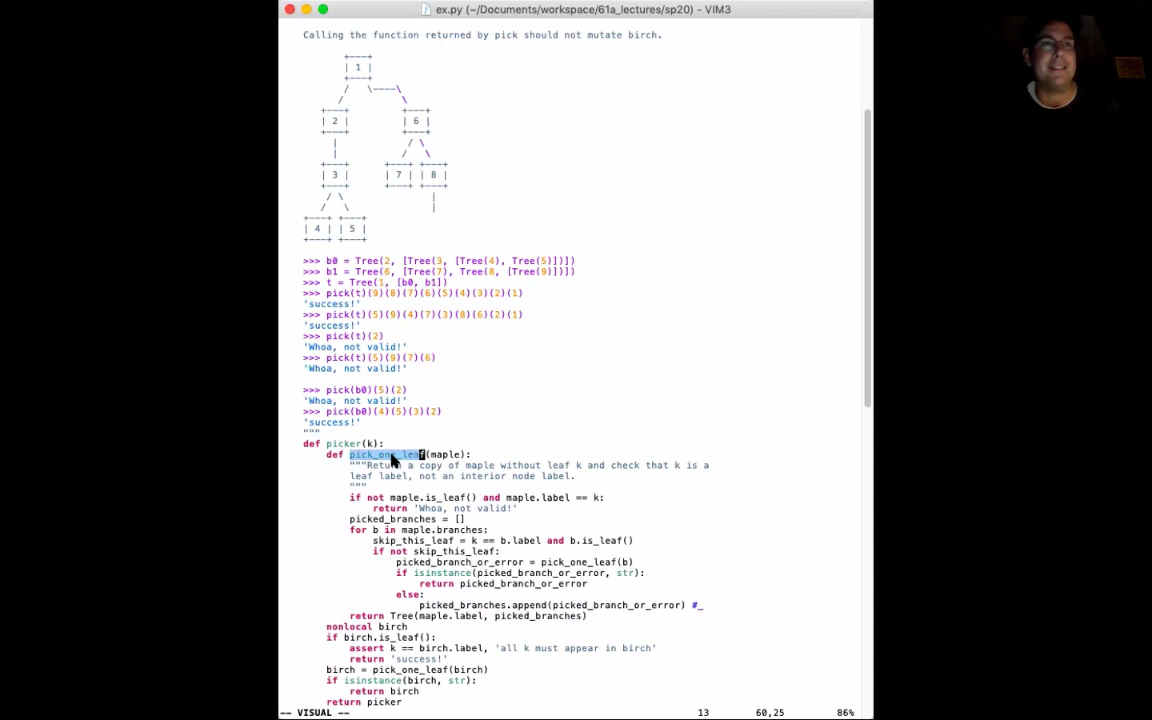 ex.py (~/Documents/workspace/61a_lectures/sp20) - VIM3
Calling the function returned by pick should not mutate birch.
+---+
| 1 |
+---+
/   \----\
/          \
+---+      +---+
| 2 |      | 6 |
+---+      +---+
|         / \
|        /   \
+---+    +---+ +---+
| 3 |    | 7 | | 8 |
+---+    +---+ +---+
/ \               |
/   \              |
+---+ +---+
| 4 | | 5 |
+---+ +---+
>>> b0 = Tree(2, [Tree(3, [Tree(4), Tree(5)])])
>>> b1 = Tree(6, [Tree(7), Tree(8, [Tree(9)])])
>>> t = Tree(1, [b0, b1])
>>> pick(t)(9)(8)(7)(6)(5)(4)(3)(2)(1)
'success!'
>>> pick(t)(5)(9)(4)(7)(3)(8)(6)(2)(1)
'success!'
>>> pick(t)(2)
'Whoa, not valid!'
>>> pick(t)(5)(9)(7)(6)
'Whoa, not valid!'
>>> pick(b0)(5)(2)
'Whoa, not valid!'
>>> pick(b0)(4)(5)(3)(2)
'success!'
"""
def picker(k):
def pick_one_leaf(maple):
"""Return a copy of maple without leaf k and check that k is a
leaf label, not an interior node label.
"""
if not maple.is_leaf() and maple.label == k:
return 'Whoa, not valid!'
picked_branches = []
for b in maple.branches:
skip_this_leaf = k == b.label and b.is_leaf()
if not skip_this_leaf:
picked_branch_or_error = pick_one_leaf(b)
if isinstance(picked_branch_or_error, str):
return picked_branch_or_error
else:
picked_branches.append(picked_branch_or_error) #_
return Tree(maple.label, picked_branches)
nonlocal birch
if birch.is_leaf():
assert k == birch.label, 'all k must appear in birch'
return 'success!'
birch = pick_one_leaf(birch)
if isinstance(birch, str):
return birch
return picker
-- VISUAL -- 13 60,25 86%